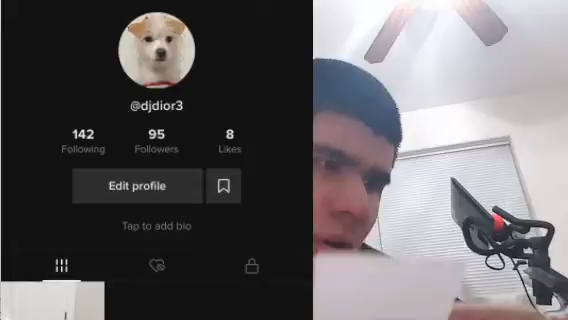 @djdior3
142 95 8
Following Followers Likes
Edit profile
Tap to add bio